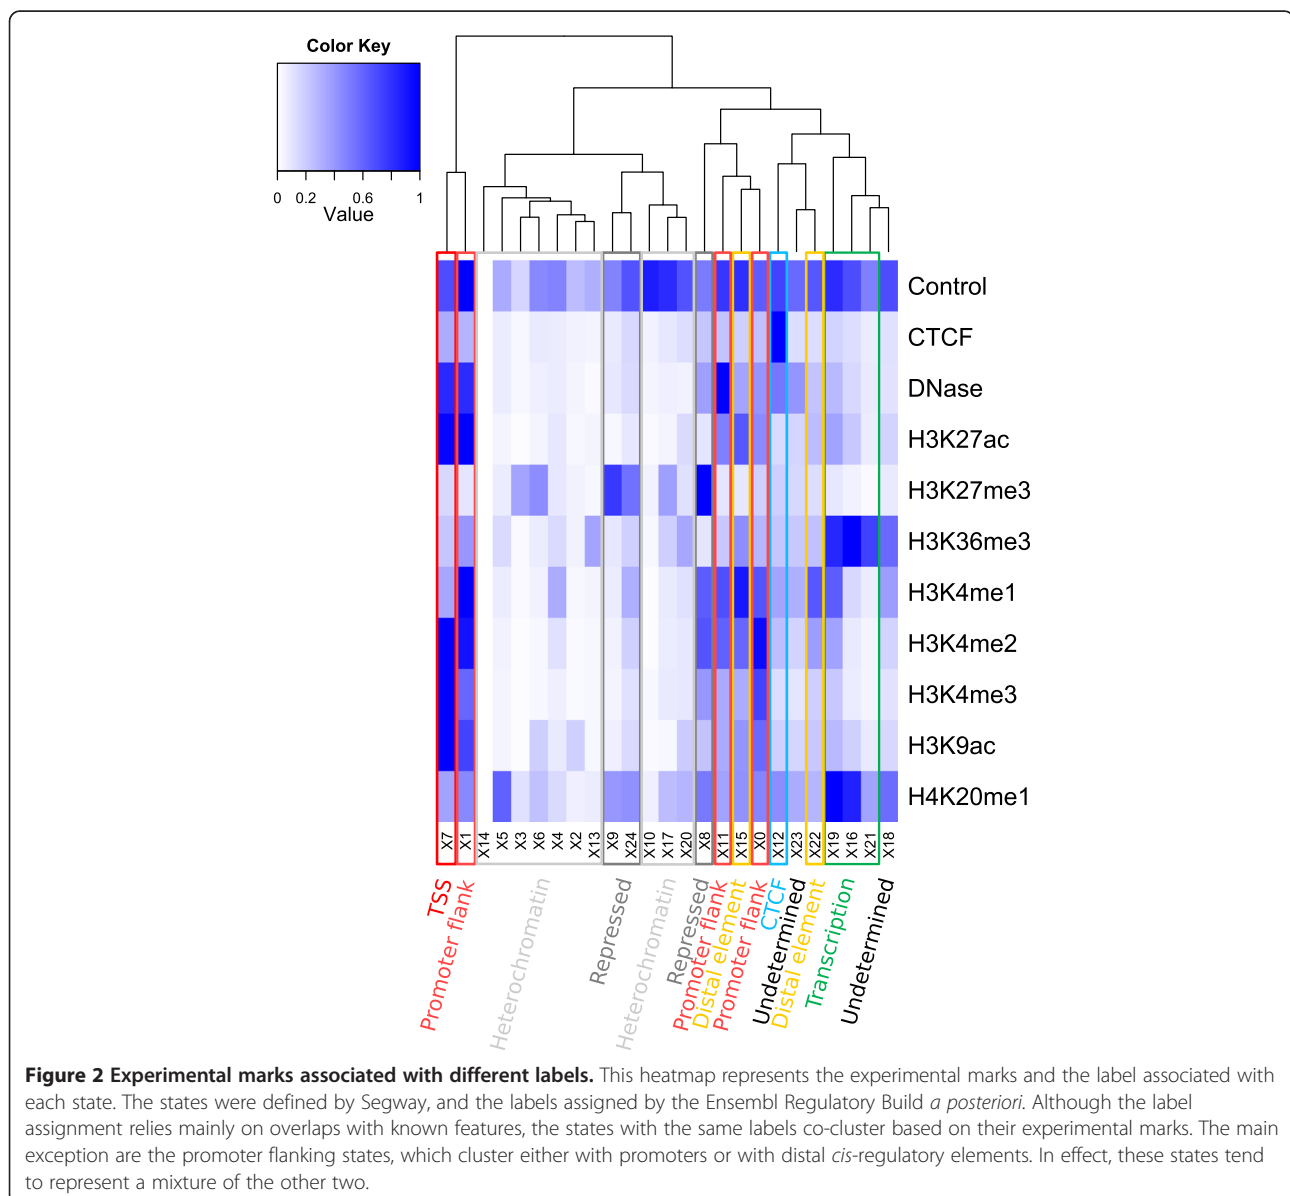 Color Key
0 0.2 0.6 1
Value
Control
CTCF
DNase
H3K27ac
H3K27me3
H3K36me3
H3K4me1
H3K4me2
H3K4me3
H3K9ac
H4K20me1
X7 X1 X14 X5 X3 X6 X4 X2 X13 X9 X24 X10 X17 X20 X8 X11 X15 X0 X12 X23 X22 X19 X16 X21 X18
TSS
Promoter flank
Heterochromatin
Repressed
Heterochromatin
Repressed
Promoter flank
Distal element
Promoter flank
CTCF
Undetermined
Distal element
Transcription
Undetermined
Figure 2 Experimental marks associated with different labels. This heatmap represents the experimental marks and the label associated with
each state. The states were defined by Segway, and the labels assigned by the Ensembl Regulatory Build a posteriori. Although the label
assignment relies mainly on overlaps with known features, the states with the same labels co-cluster based on their experimental marks. The main
exception are the promoter flanking states, which cluster either with promoters or with distal cis-regulatory elements. In effect, these states tend
to represent a mixture of the other two.